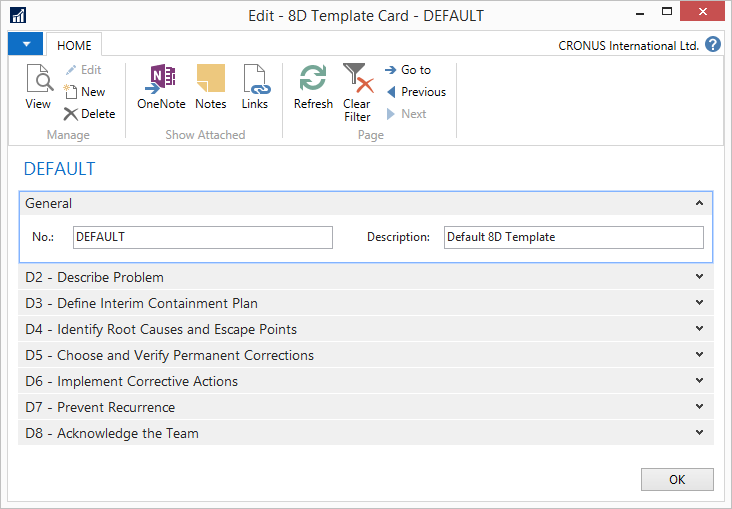 Edit - 8D Template Card - DEFAULT
HOME
CRONUS International Ltd.
View
Edit
New
Delete
Manage
OneNote
Notes
Links
Show Attached
Refresh
Clear
Filter
Go to
Previous
Next
Page
DEFAULT
General
No.: DEFAULT Description: Default 8D Template
D2 - Describe Problem
D3 - Define Interim Containment Plan
D4 - Identify Root Causes and Escape Points
D5 - Choose and Verify Permanent Corrections
D6 - Implement Corrective Actions
D7 - Prevent Recurrence
D8 - Acknowledge the Team
OK